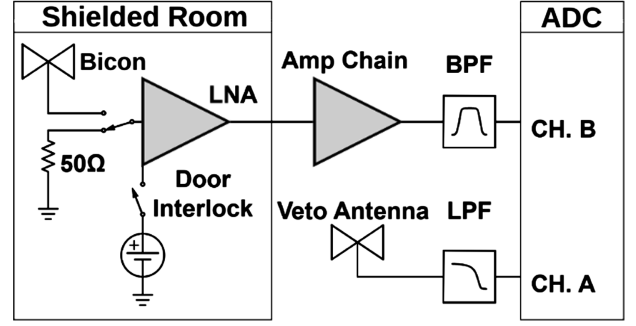 Shielded Room
ADC
Bicon
LNA
Amp Chain
BPF
CH. B
50Ω
Door
Interlock
+
Veto Antenna
LPF
CH. A